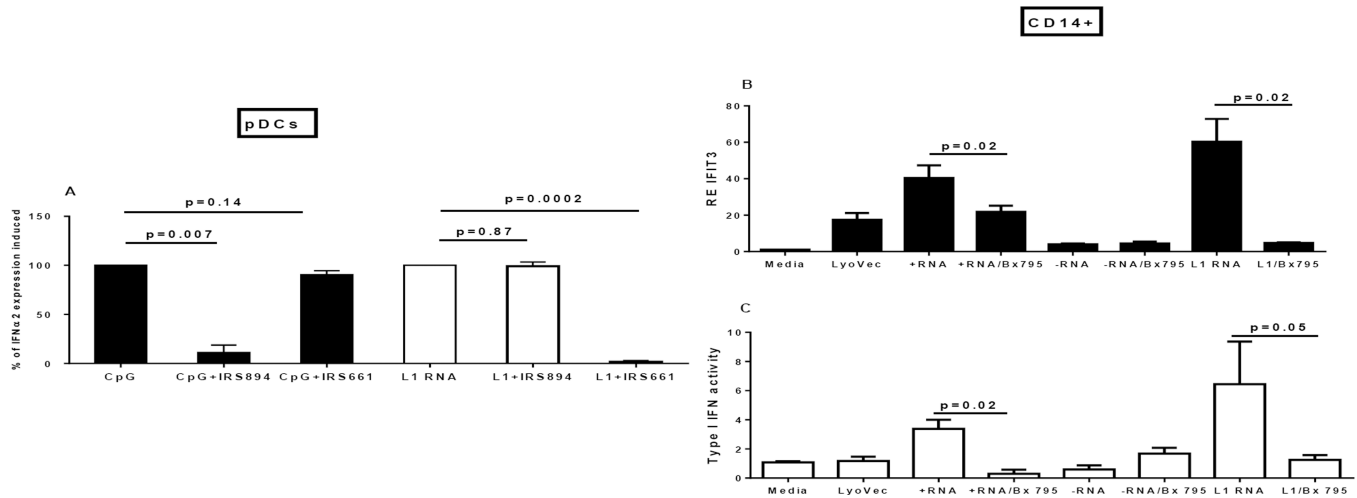 CD14+
pDCs
A
% of IFNα2 expression induced
150
100
50
0
p=0.14
p=0.0002
p=0.007
p=0.87
CpG CpG+IRS894 CpG+IRS661 L1 RNA L1+IRS894 L1+IRS661
B
RE IFIT3
80
60
40
20
0
p=0.02
p=0.02
Media LyoVec +RNA +RNA/Bx795 -RNA -RNA/Bx795 L1 RNA L1/Bx795
C
Type I IFN activity
10
8
6
4
2
0
p=0.05
p=0.02
Media LyoVec +RNA +RNA/Bx 795 -RNA -RNA/Bx 795 L1 RNA L1/Bx 795